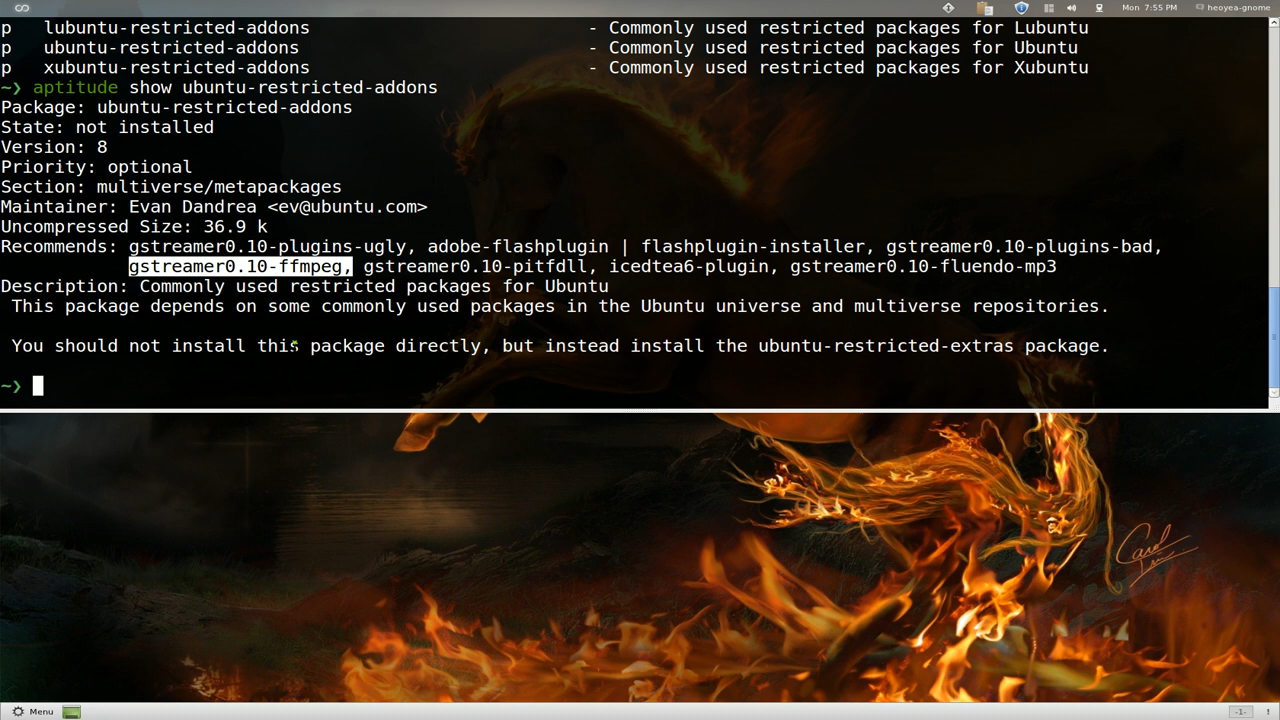 Mon 7:55 PM
heoyea-gnome
p lubuntu-restricted-addons - Commonly used restricted packages for Lubuntu
p ubuntu-restricted-addons - Commonly used restricted packages for Ubuntu
p xubuntu-restricted-addons - Commonly used restricted packages for Xubuntu
~❯ aptitude show ubuntu-restricted-addons
Package: ubuntu-restricted-addons
State: not installed
Version: 8
Priority: optional
Section: multiverse/metapackages
Maintainer: Evan Dandrea <ev@ubuntu.com>
Uncompressed Size: 36.9 k
Recommends: gstreamer0.10-plugins-ugly, adobe-flashplugin | flashplugin-installer, gstreamer0.10-plugins-bad,
gstreamer0.10-ffmpeg, gstreamer0.10-pitfdll, icedtea6-plugin, gstreamer0.10-fluendo-mp3
Description: Commonly used restricted packages for Ubuntu
This package depends on some commonly used packages in the Ubuntu universe and multiverse repositories.
You should not install this package directly, but instead install the ubuntu-restricted-extras package.
~❯
Carol
Menu
-1-